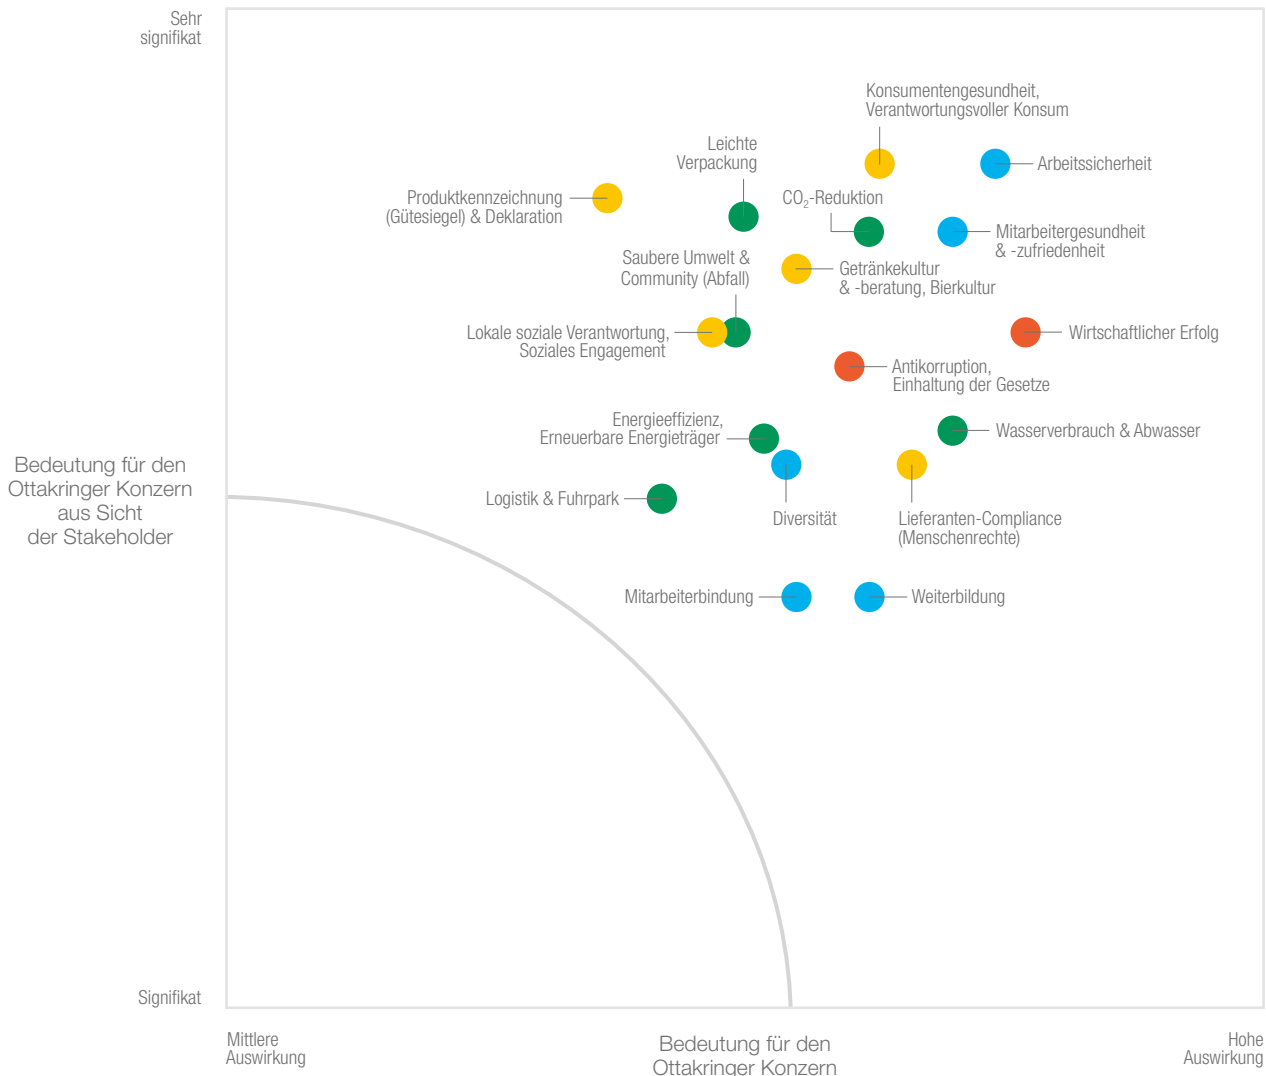 Sehr
signifikat
Konsumentengesundheit,
Verantwortungsvoller Konsum
Leichte
Verpackung
Arbeitssicherheit
Produktkennzeichnung
(Gütesiegel) & Deklaration
CO₂-Reduktion
Mitarbeitergesundheit
& -zufriedenheit
Saubere Umwelt &
Community (Abfall)
Getränkekultur
& -beratung, Bierkultur
Lokale soziale Verantwortung,
Soziales Engagement
Wirtschaftlicher Erfolg
Antikorruption,
Einhaltung der Gesetze
Energieeffizienz,
Erneuerbare Energieträger
Wasserverbrauch & Abwasser
Bedeutung für den
Ottakringer Konzern
aus Sicht
der Stakeholder
Logistik & Fuhrpark
Diversität
Lieferanten-Compliance
(Menschenrechte)
Mitarbeiterbindung
Weiterbildung
Signifikat
Mittlere
Auswirkung
Bedeutung für den
Ottakringer Konzern
Hohe
Auswirkung